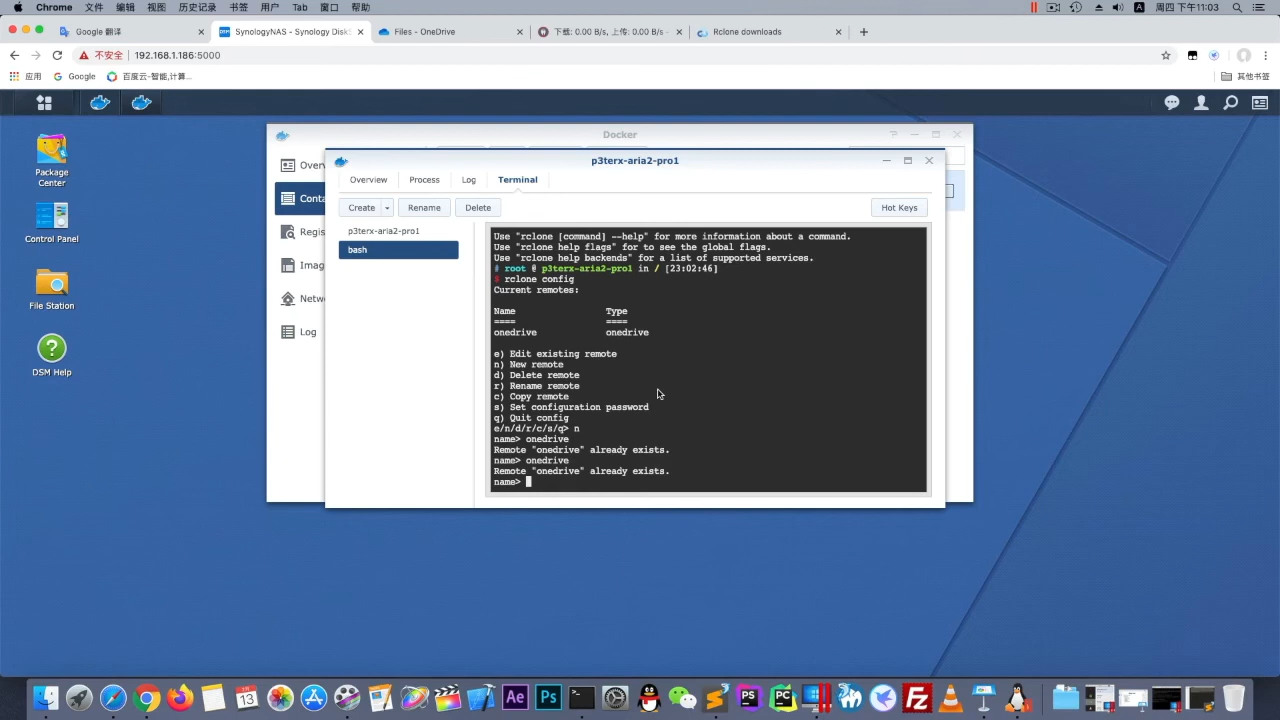 Chrome 文件 编辑 视图 历史记录 书签 用户 Tab 窗口 帮助
周四 下午11:03
Google 翻译
SynologyNAS - Synology Disk
Files - OneDrive
下载: 0.00 B/s, 上传: 0.00 B/s -
Rclone downloads
不安全 192.168.1.186:5000
应用 Google 百度云-智能,计算...
其他书签
Package
Center
Control Panel
File Station
DSM Help
Docker
Overv
Conta
Regis
Imag
Netwo
Log
p3terx-aria2-pro1
Overview Process Log Terminal
Create Rename Delete
Hot Keys
p3terx-aria2-pro1
bash
Use "rclone [command] --help" for more information about a command.
Use "rclone help flags" for to see the global flags.
Use "rclone help backends" for a list of supported services.
# root @ p3terx-aria2-pro1 in / [23:02:46]
$ rclone config
Current remotes:
Name Type
==== ====
onedrive onedrive
e) Edit existing remote
n) New remote
d) Delete remote
r) Rename remote
c) Copy remote
s) Set configuration password
q) Quit config
e/n/d/r/c/s/q> n
name> onedrive
Remote "onedrive" already exists.
name> onedrive
Remote "onedrive" already exists.
name>